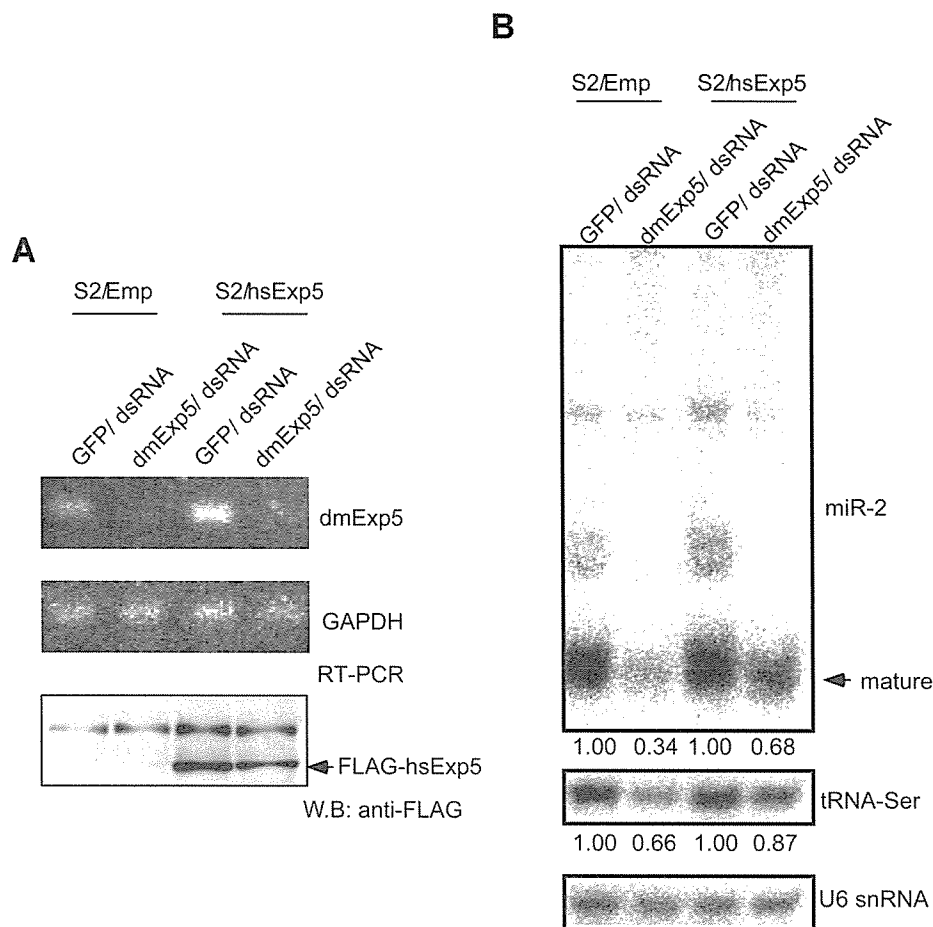 A
S2/Emp S2/hsExp5
GFP/ dsRNA
dmExp5/ dsRNA
GFP/ dsRNA
dmExp5/ dsRNA
dmExp5
GAPDH
RT-PCR
FLAG-hsExp5
W.B: anti-FLAG
B
S2/Emp S2/hsExp5
GFP/ dsRNA
dmExp5/ dsRNA
GFP/ dsRNA
dmExp5/ dsRNA
miR-2
mature
1.00 0.34 1.00 0.68
tRNA-Ser
1.00 0.66 1.00 0.87
U6 snRNA